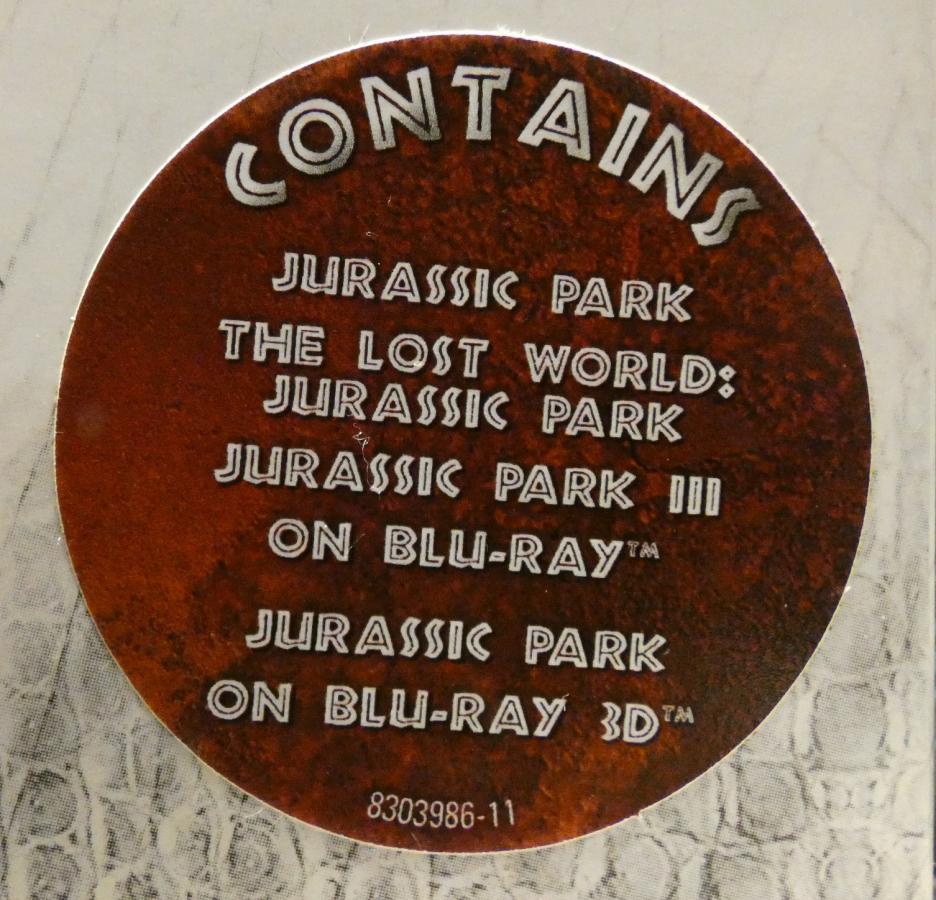 CONTAINS
JURASSIC PARK
THE LOST WORLD:
JURASSIC PARK
JURASSIC PARK III
ON BLU-RAY™
JURASSIC PARK
ON BLU-RAY 3D™
8303986-11